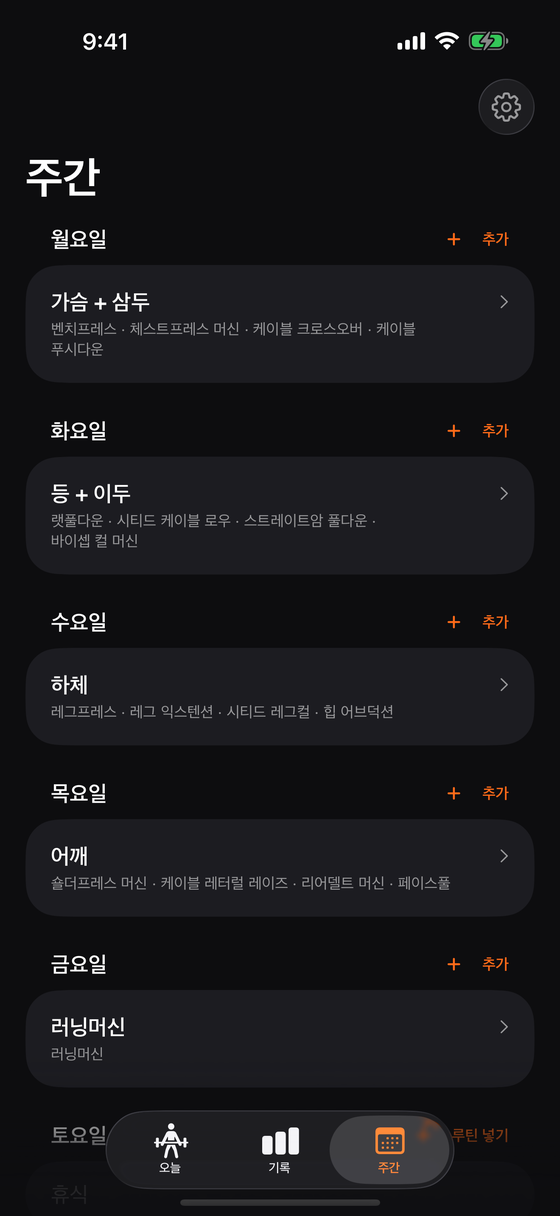 9:41
주간
월요일
+ 추가
가슴 + 삼두
벤치프레스 · 체스트프레스 머신 · 케이블 크로스오버 · 케이블
푸시다운
화요일
+ 추가
등 + 이두
랫풀다운 · 시티드 케이블 로우 · 스트레이트암 풀다운 ·
바이셉 컬 머신
수요일
+ 추가
하체
레그프레스 · 레그 익스텐션 · 시티드 레그컬 · 힙 어브덕션
목요일
+ 추가
어깨
숄더프레스 머신 · 케이블 레터럴 레이즈 · 리어델트 머신 · 페이스풀
금요일
+ 추가
러닝머신
러닝머신
토요일
루틴 넣기
휴식
오늘
기록
주간